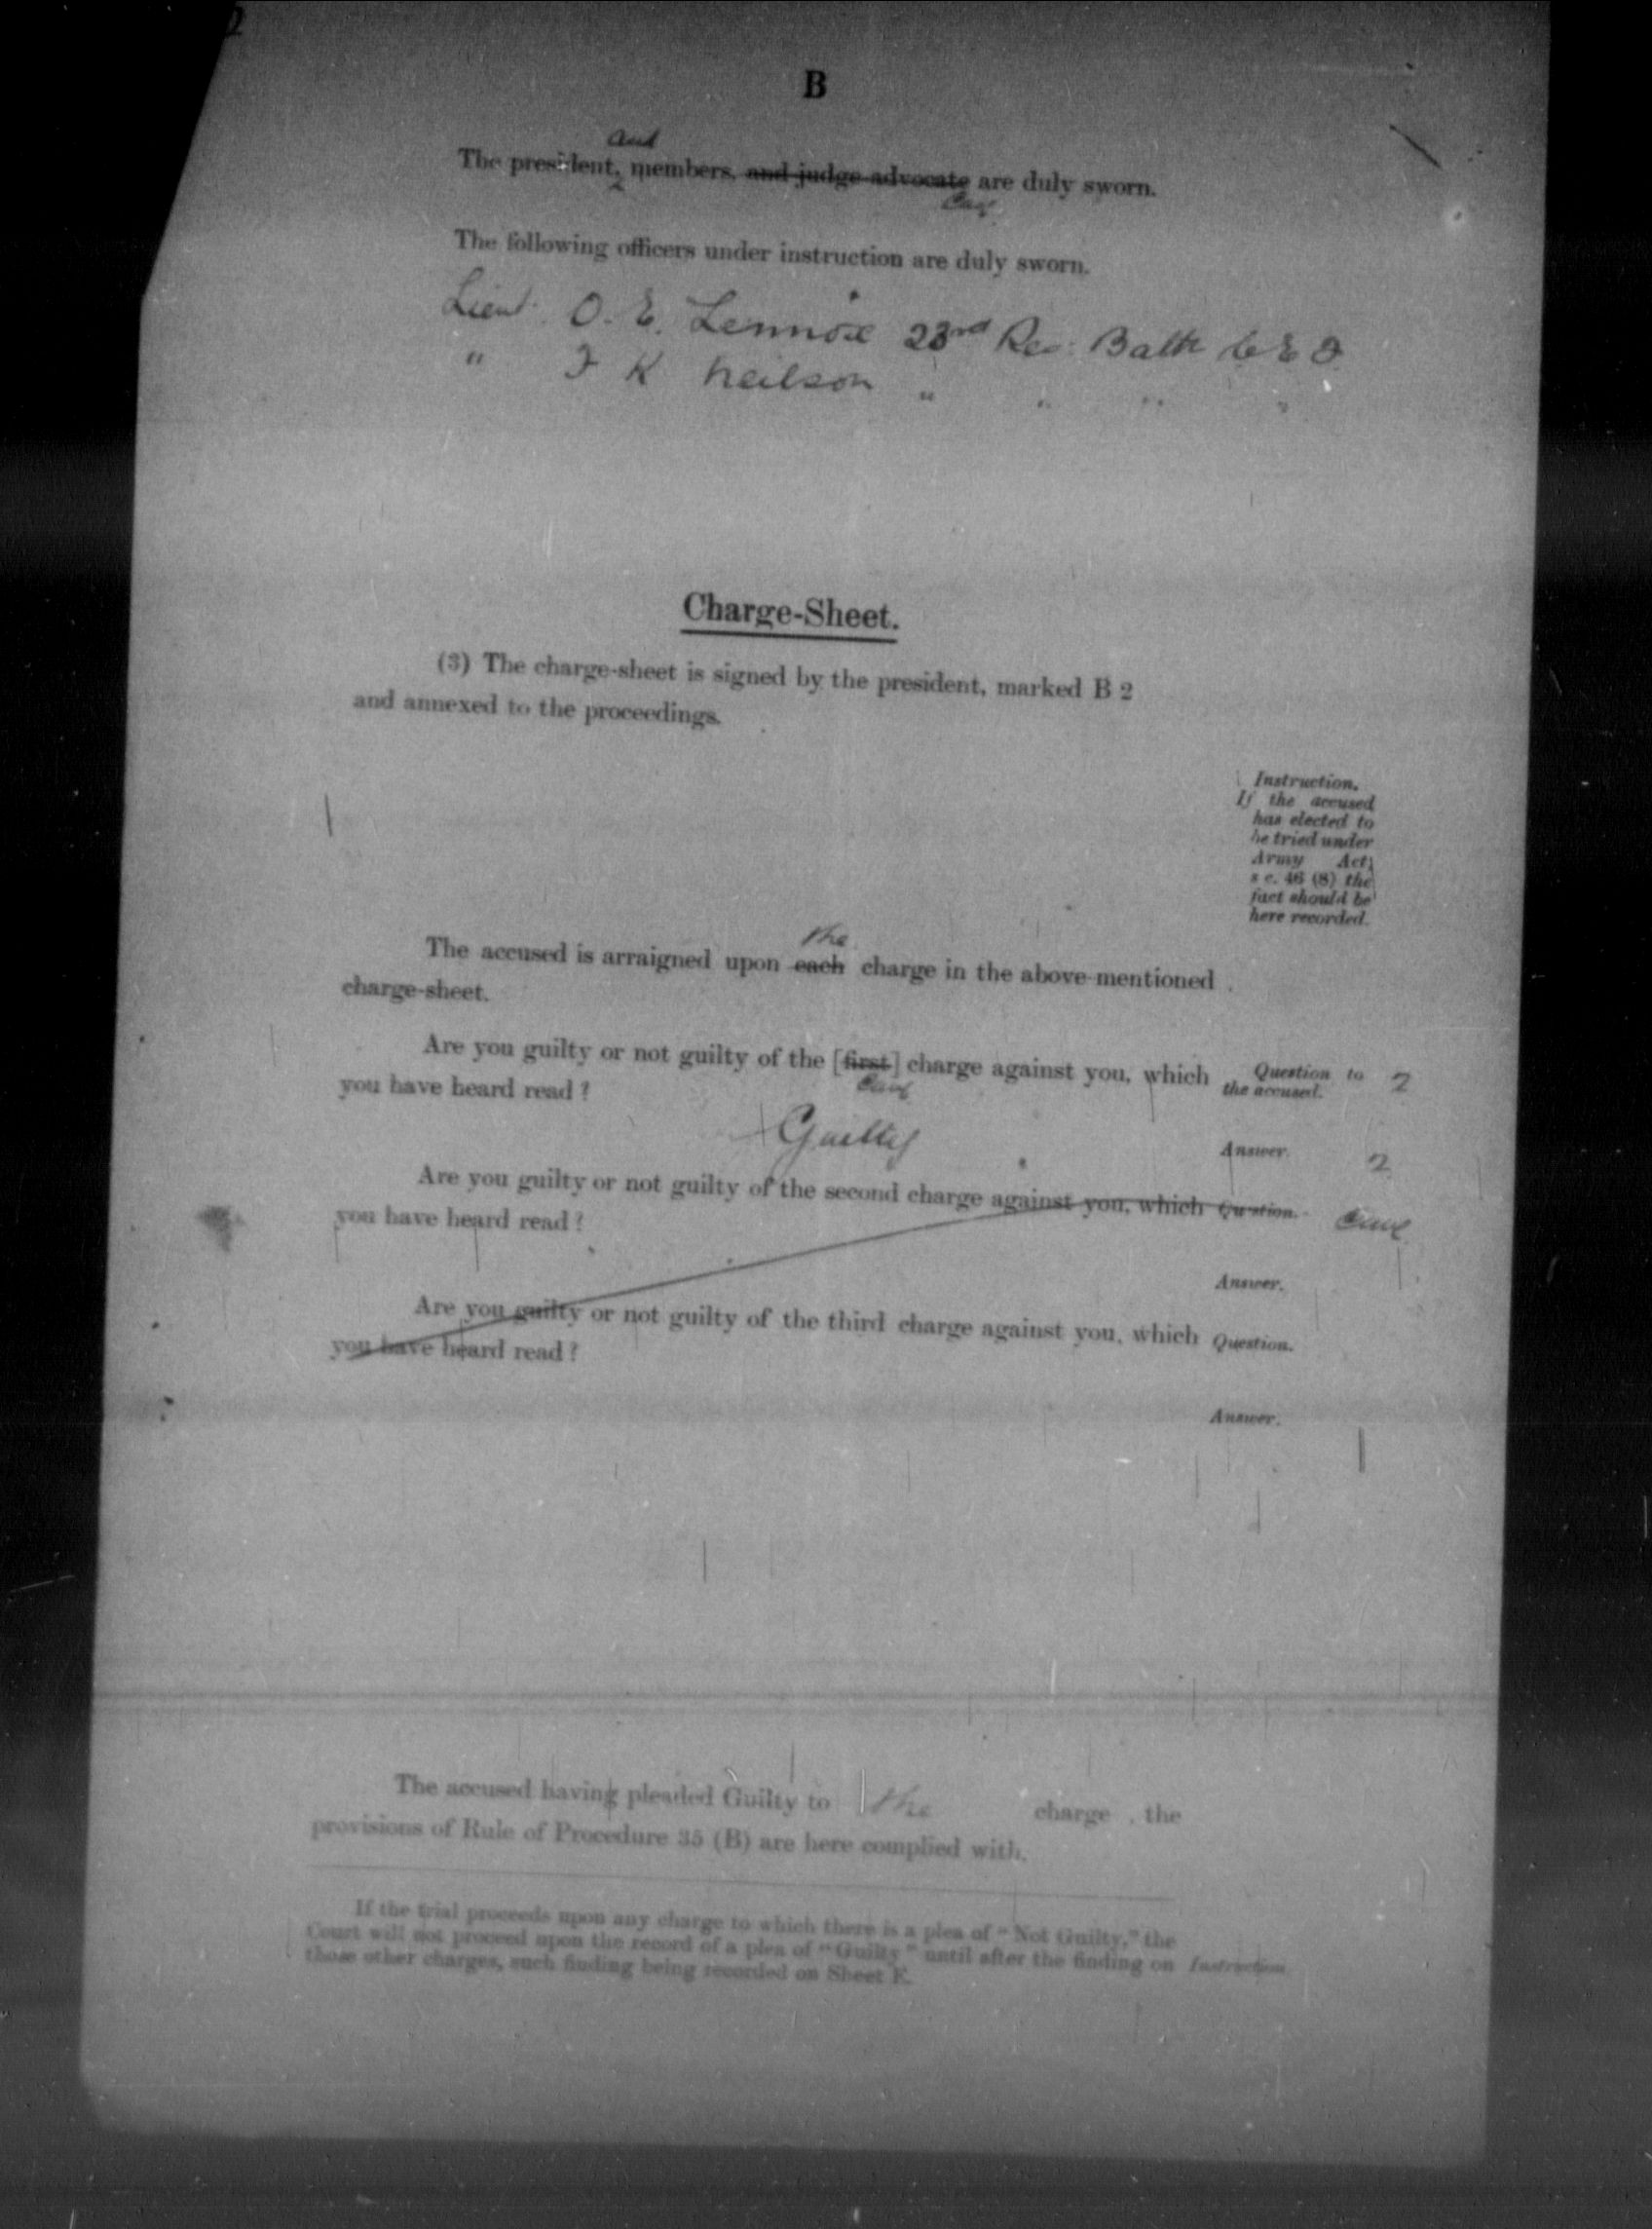 B
and
The president, members, and judge-advocate are duly sworn.
The following officers under instruction are duly sworn.
Lieut. O. E. Lennox 23rd Res. Battn C E F
" F K Neilson " " " "
Charge-Sheet.
(3) The charge-sheet is signed by the president, marked B 2
and annexed to the proceedings.
Instruction.
If the accused
has elected to
be tried under
Army Act,
sec. 46 (8) the
fact should be
here recorded.
the
The accused is arraigned upon each charge in the above-mentioned
charge-sheet.
Are you guilty or not guilty of the [first] charge against you, which Question to 2
you have heard read ? the accused.
Guilty
Answer. 2
Are you guilty or not guilty of the second charge against you, which Question.
you have heard read ?
Answer.
Are you guilty or not guilty of the third charge against you, which Question.
you have heard read ?
Answer.
The accused having pleaded Guilty to the charge , the
provisions of Rule of Procedure 35 (B) are here complied with.
If the trial proceeds upon any charge to which there is a plea of "Not Guilty," the
Court will not proceed upon the record of a plea of "Guilty" until after the finding on Instruction
those other charges, such finding being recorded on Sheet E.